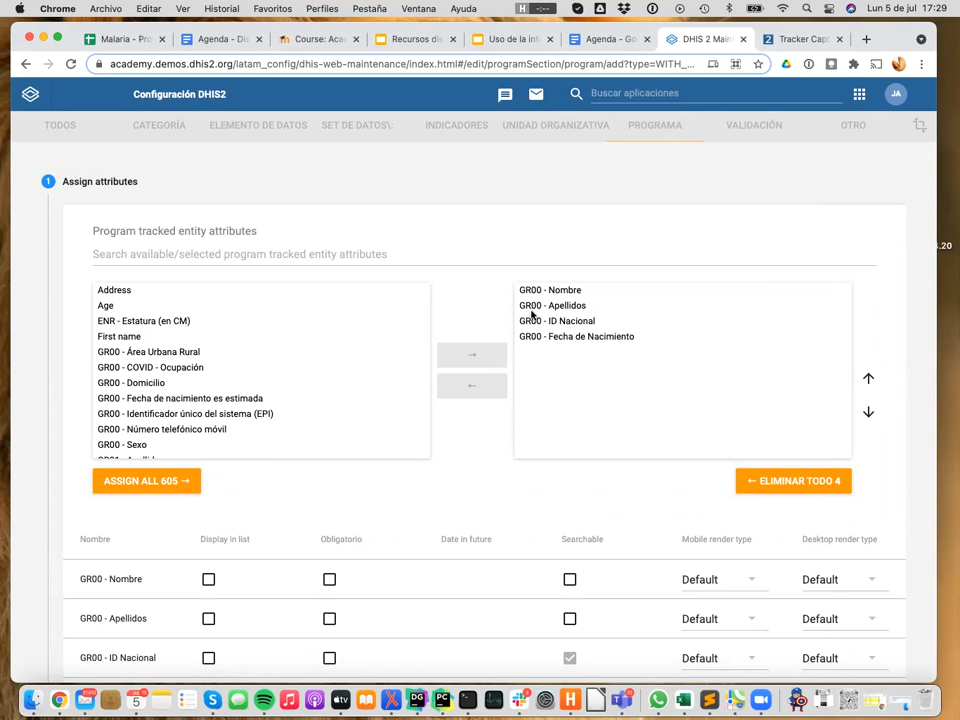 Chrome Archivo Editar Ver Historial Favoritos Perfiles Pestaña Ventana Ayuda H --:-- Lun 5 de jul 17:29
Malaria - Pro Agenda - Dis Course: Aca Recursos dis Uso de la inf Agenda - Go DHIS 2 Main Tracker Capt
academy.demos.dhis2.org/latam_config/dhis-web-maintenance/index.html#/edit/programSection/program/add?type=WITH_...
Configuración DHIS2 Buscar aplicaciones JA
TODOS CATEGORÍA ELEMENTO DE DATOS SET DE DATOS\: INDICADORES UNIDAD ORGANIZATIVA PROGRAMA VALIDACIÓN OTRO
1 Assign attributes
Program tracked entity attributes
4.20
Search available/selected program tracked entity attributes
Address
Age
ENR - Estatura (en CM)
First name
GR00 - Área Urbana Rural
GR00 - COVID - Ocupación
GR00 - Domicilio
GR00 - Fecha de nacimiento es estimada
GR00 - Identificador único del sistema (EPI)
GR00 - Número telefónico móvil
GR00 - Sexo
GR00 - Nombre
GR00 - Apellidos
GR00 - ID Nacional
GR00 - Fecha de Nacimiento
ASSIGN ALL 605 → ← ELIMINAR TODO 4
Nombre Display in list Obligatorio Date in future Searchable Mobile render type Desktop render type
GR00 - Nombre Default Default
GR00 - Apellidos Default Default
GR00 - ID Nacional Default Default